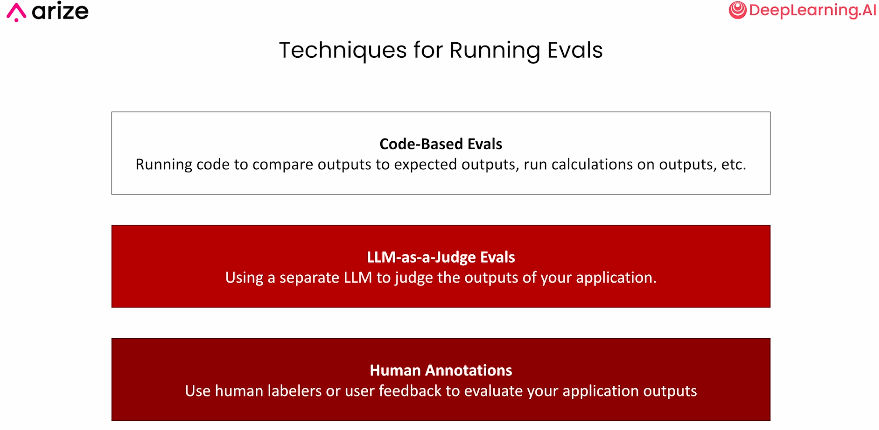 arize
DeepLearning.AI
Techniques for Running Evals
Code-Based Evals
Running code to compare outputs to expected outputs, run calculations on outputs, etc.
LLM-as-a-Judge Evals
Using a separate LLM to judge the outputs of your application.
Human Annotations
Use human labelers or user feedback to evaluate your application outputs